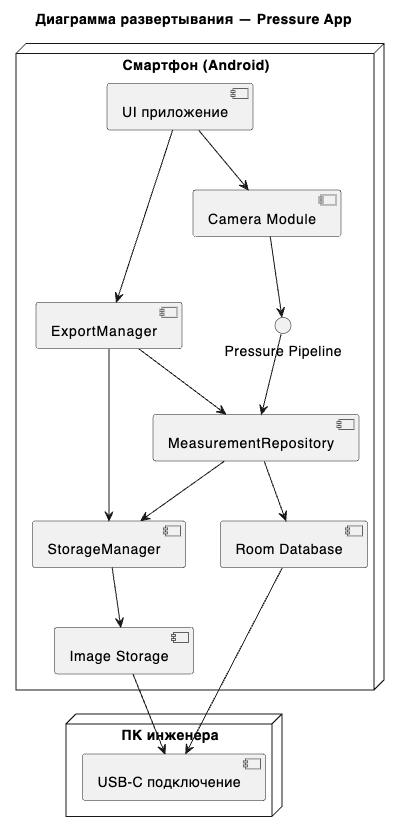 Диаграмма развертывания — Pressure App
Смартфон (Android)
UI приложение
Camera Module
ExportManager
Pressure Pipeline
MeasurementRepository
StorageManager
Room Database
Image Storage
ПК инженера
USB-C подключение